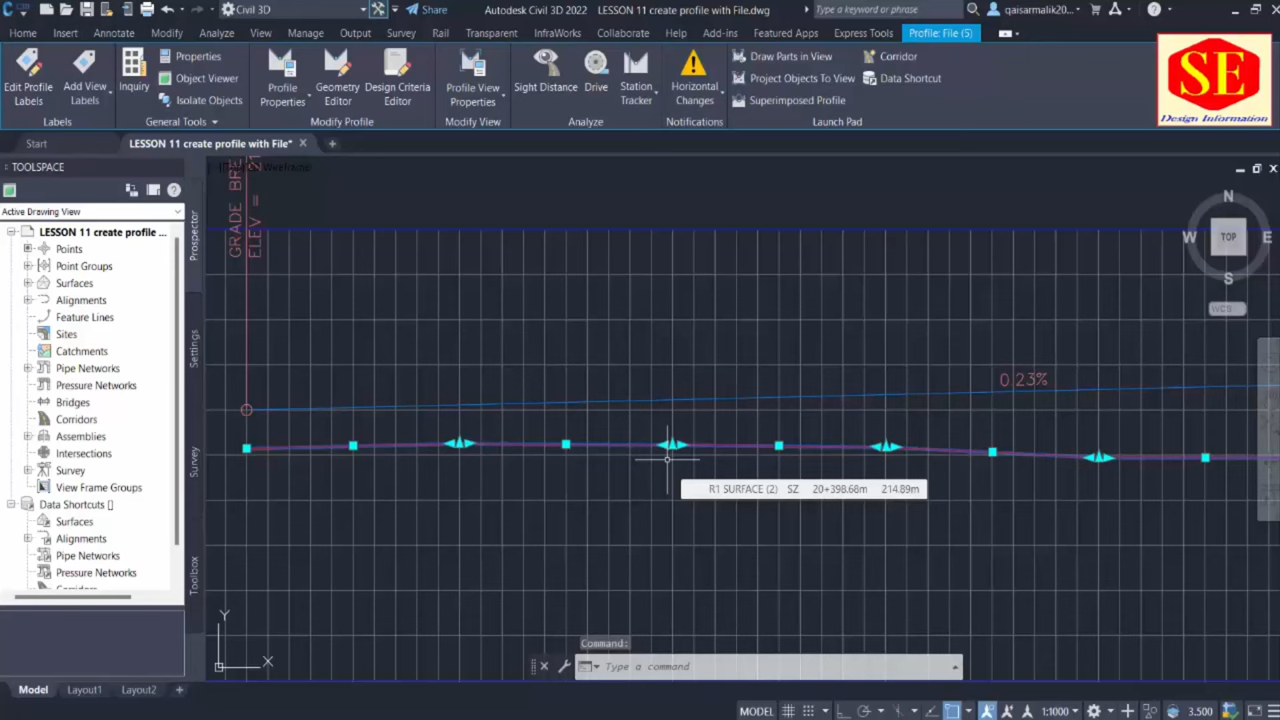 Civil 3D
Share
Autodesk Civil 3D 2022
LESSON 11 create profile with File.dwg
Type a keyword or phrase
qaisarmalik20...
Home
Insert
Annotate
Modify
Analyze
View
Manage
Output
Survey
Rail
Transparent
InfraWorks
Collaborate
Help
Add-ins
Featured Apps
Express Tools
Profile: File (5)
Edit Profile
Labels
Add View
Labels
Inquiry
Properties
Object Viewer
Isolate Objects
Profile
Properties
Geometry
Editor
Design Criteria
Editor
Profile View
Properties
Sight Distance
Drive
Station
Tracker
Horizontal
Changes
Draw Parts in View
Project Objects To View
Superimposed Profile
Corridor
Data Shortcut
Labels
General Tools
Modify Profile
Modify View
Analyze
Notifications
Launch Pad
SE
Design Information
Start
LESSON 11 create profile with File*
TOOLSPACE
Active Drawing View
LESSON 11 create profile ...
Points
Point Groups
Surfaces
Alignments
Feature Lines
Sites
Catchments
Pipe Networks
Pressure Networks
Bridges
Corridors
Assemblies
Intersections
Survey
View Frame Groups
Data Shortcuts []
Surfaces
Alignments
Pipe Networks
Pressure Networks
Prospector
Settings
Survey
Toolbox
GRADE BRE
ELEV =
N
W
TOP
E
S
WCS
0.23%
R1 SURFACE (2) SZ 20+398.68m 214.89m
Y
X
Command:
Type a command
Model
Layout1
Layout2
MODEL
1:1000
3.500